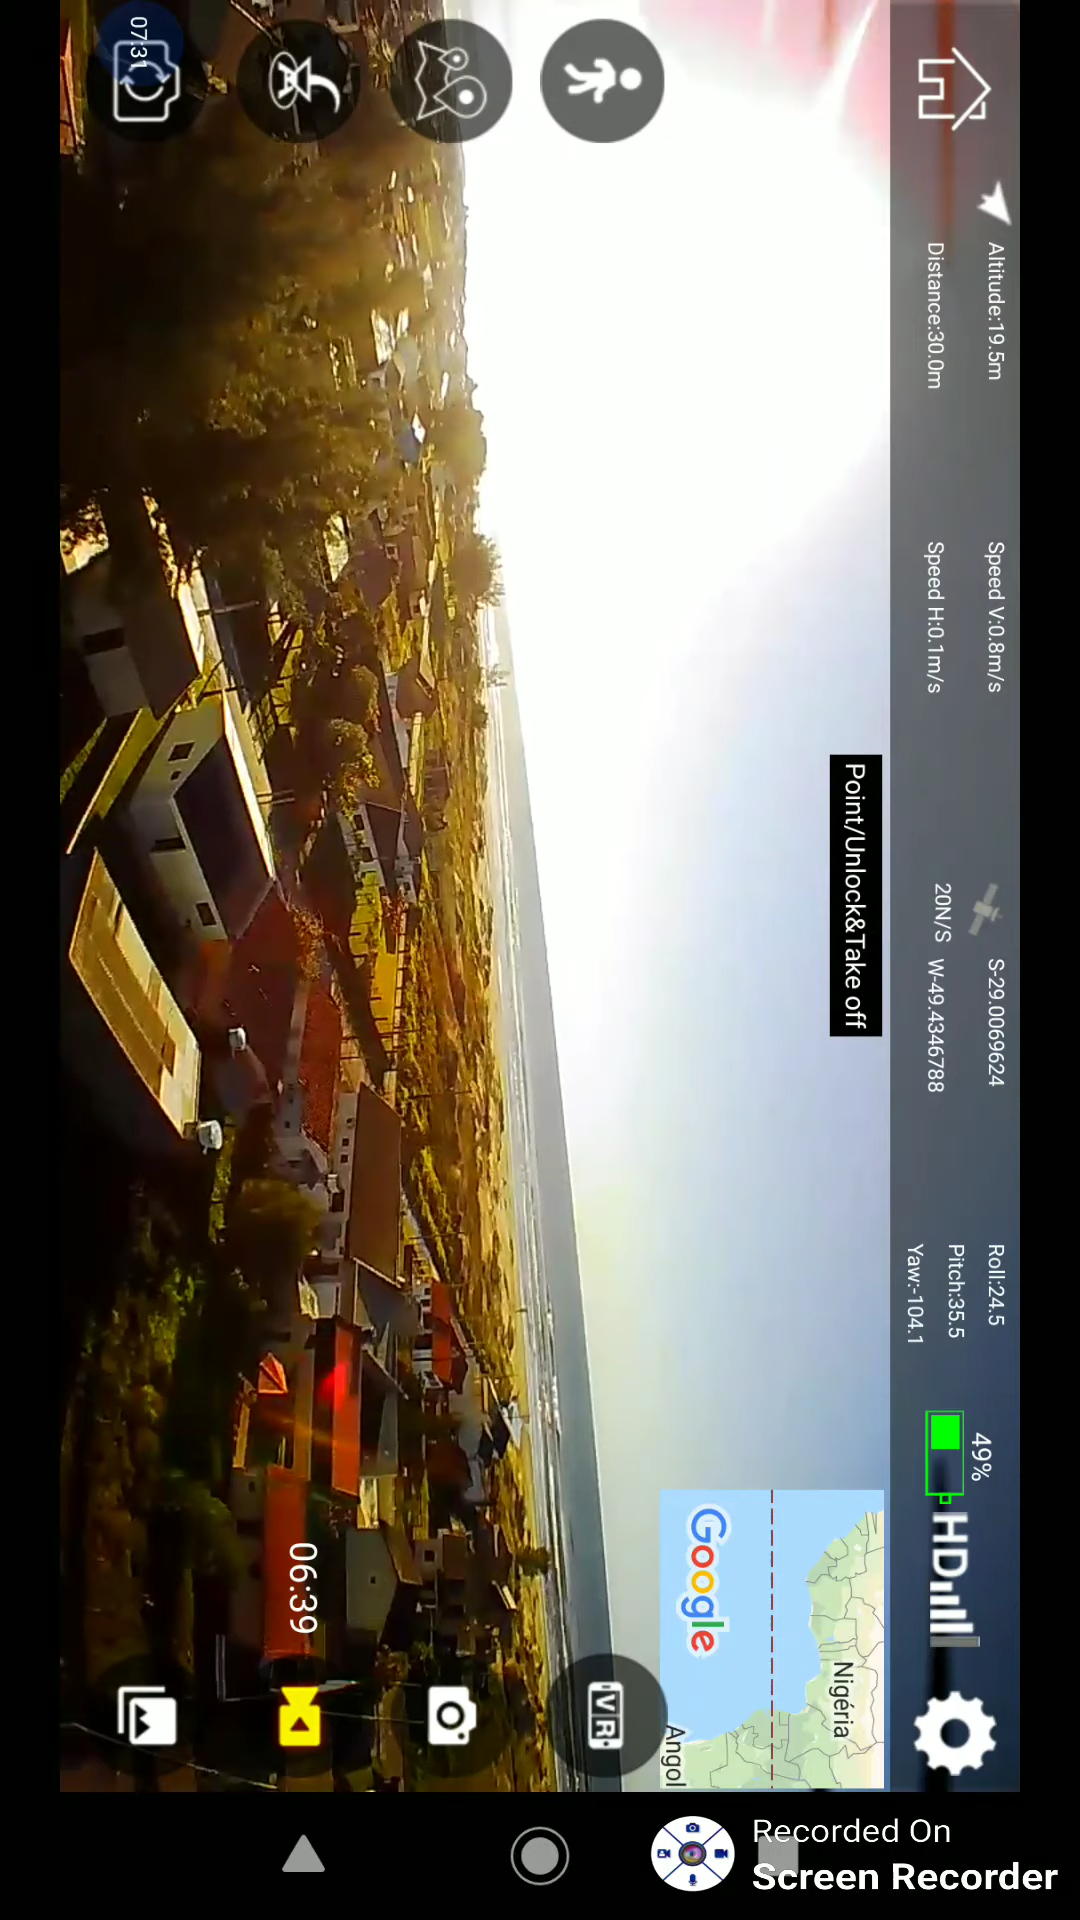 07:31
Altitude:19.5m
Distance:30.0m
Speed V:0.8m/s
Speed H:0.1m/s
20N/S
S-29.0069624
W-49.4346788
Roll:24.5
Pitch:35.5
Yaw:-104.1
49%
HD
Point/Unlock&Take off
Google
Nigéria
Angol
06:39
VR
Recorded On
Screen Recorder